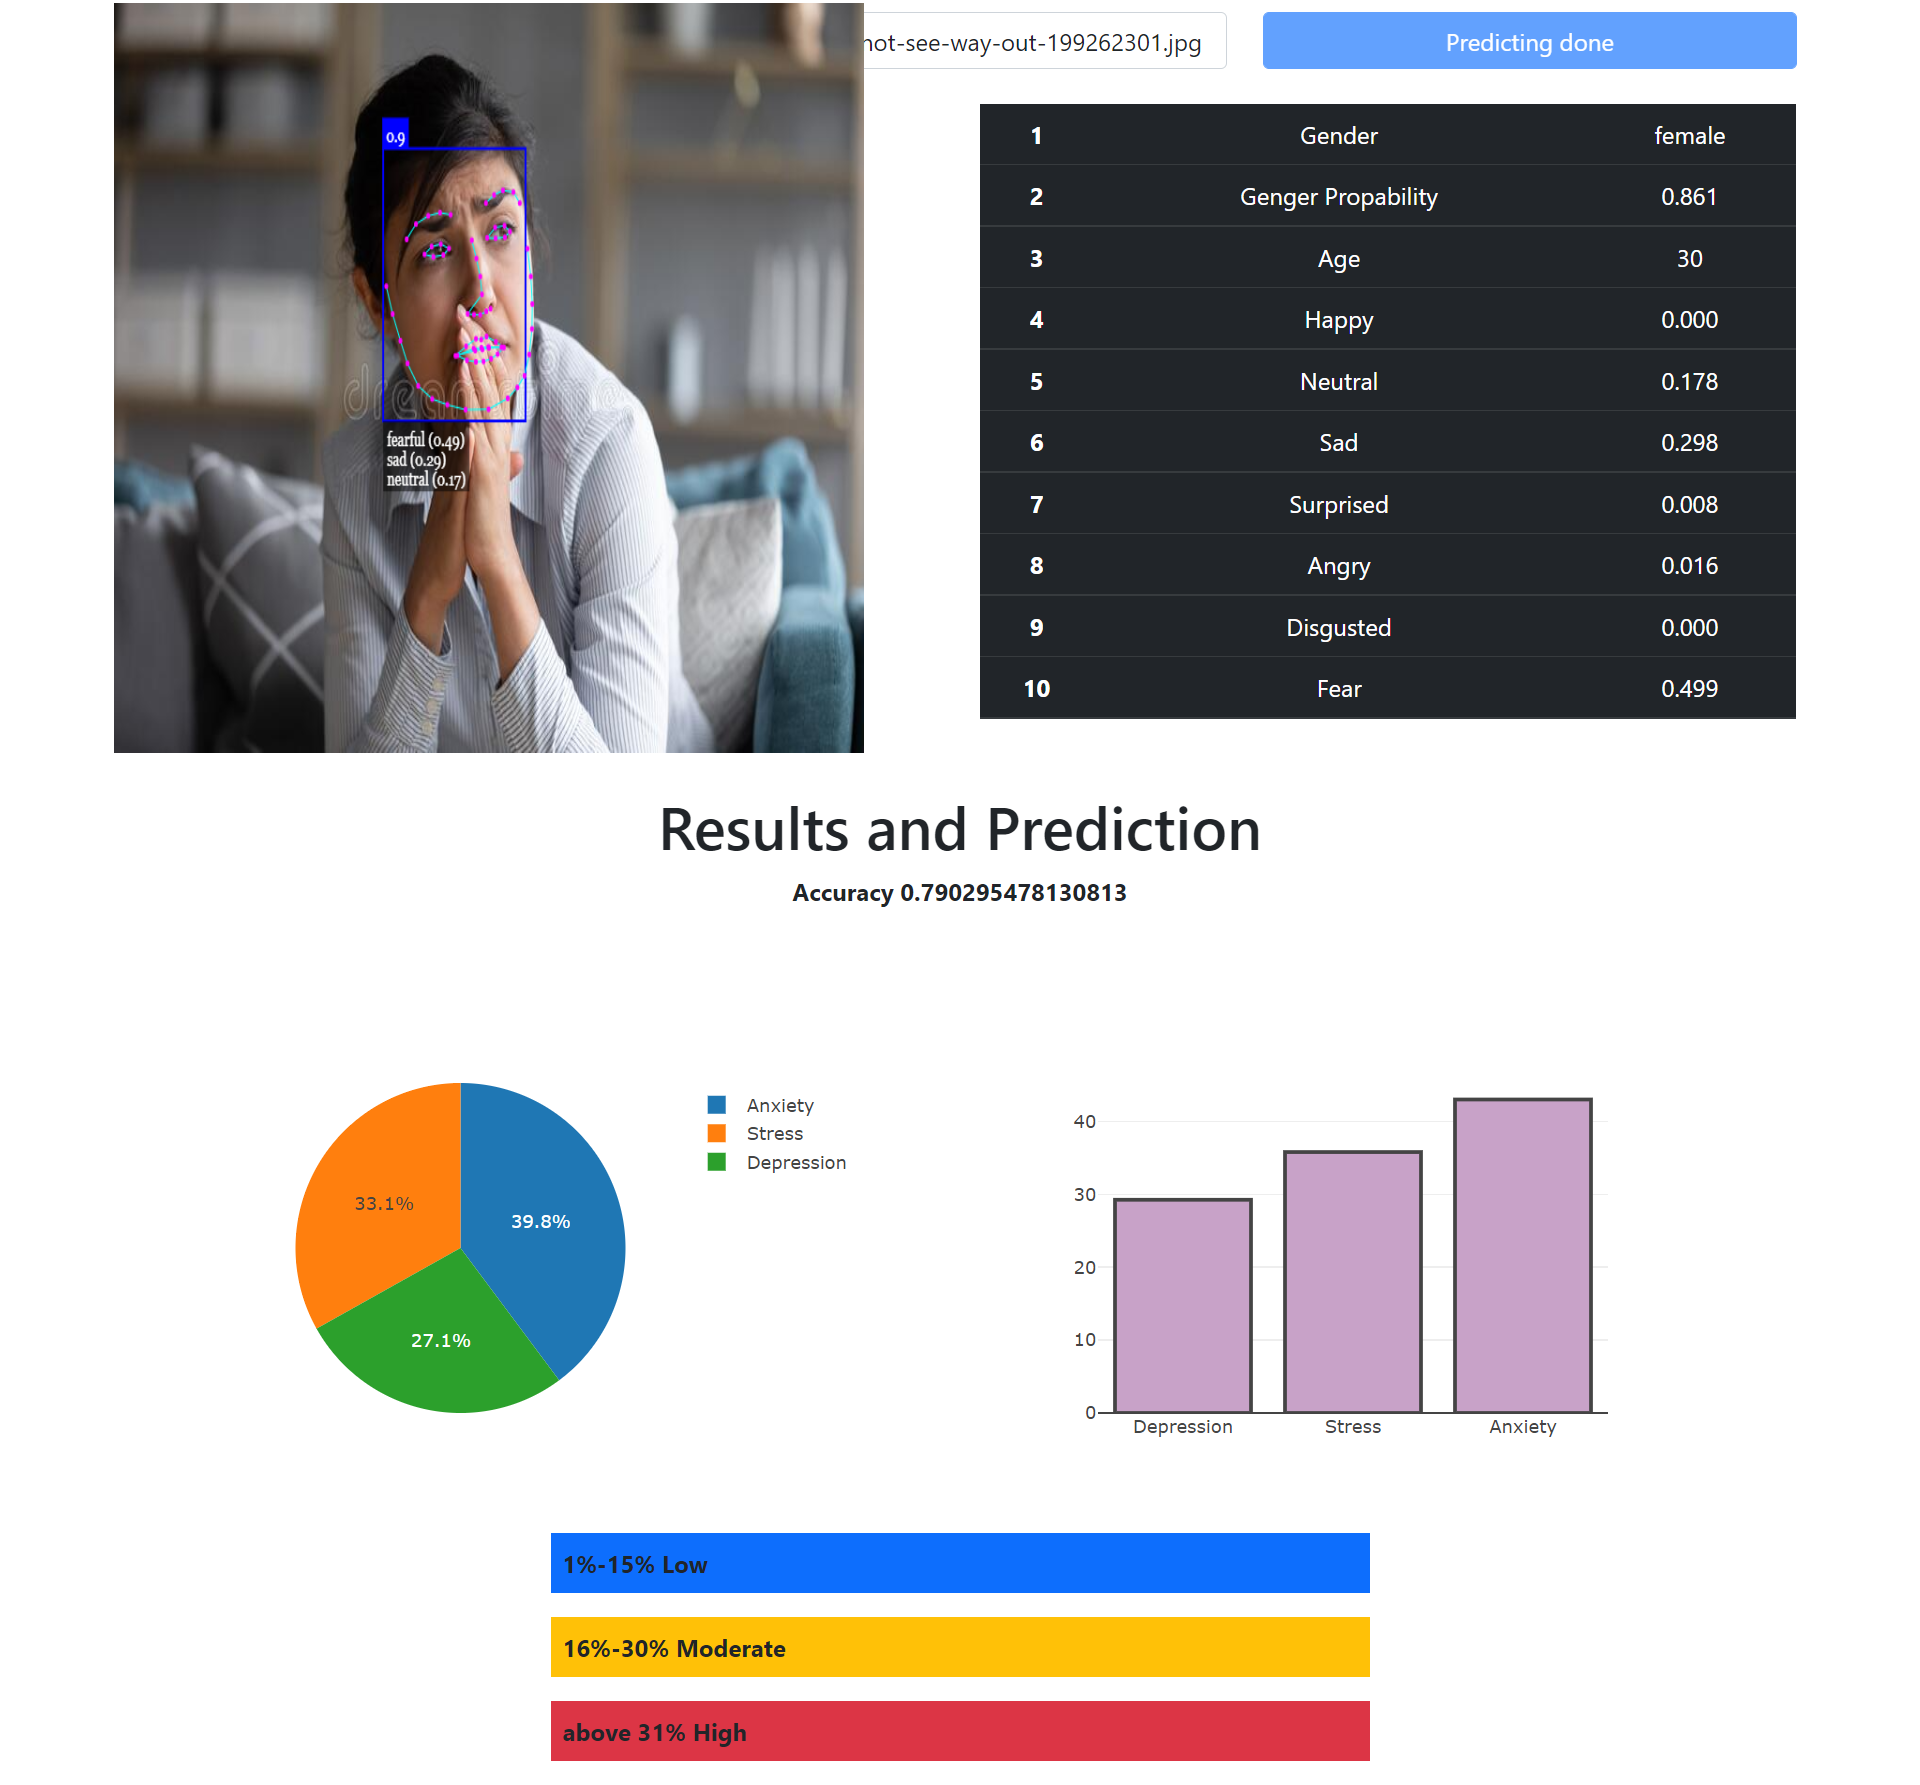 not-see-way-out-199262301.jpg
Predicting done
0.9
dreamstime
fearful (0.49)
sad (0.29)
neutral (0.17)
1 Gender female
2 Genger Propability 0.861
3 Age 30
4 Happy 0.000
5 Neutral 0.178
6 Sad 0.298
7 Surprised 0.008
8 Angry 0.016
9 Disgusted 0.000
10 Fear 0.499
Results and Prediction
Accuracy 0.790295478130813
33.1%
39.8%
27.1%
Anxiety
Stress
Depression
40
30
20
10
0
Depression Stress Anxiety
1%-15% Low
16%-30% Moderate
above 31% High